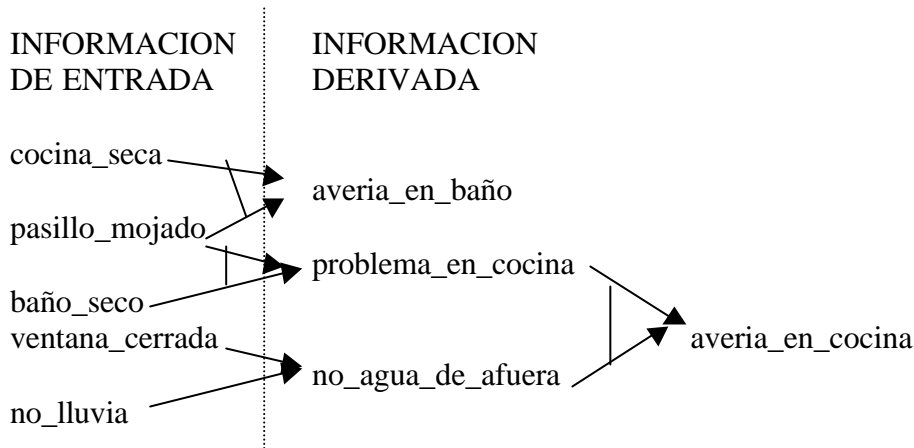 INFORMACION
DE ENTRADA
INFORMACION
DERIVADA
cocina_seca
averia_en_baño
pasillo_mojado
problema_en_cocina
baño_seco
ventana_cerrada
averia_en_cocina
no_agua_de_afuera
no_lluvia